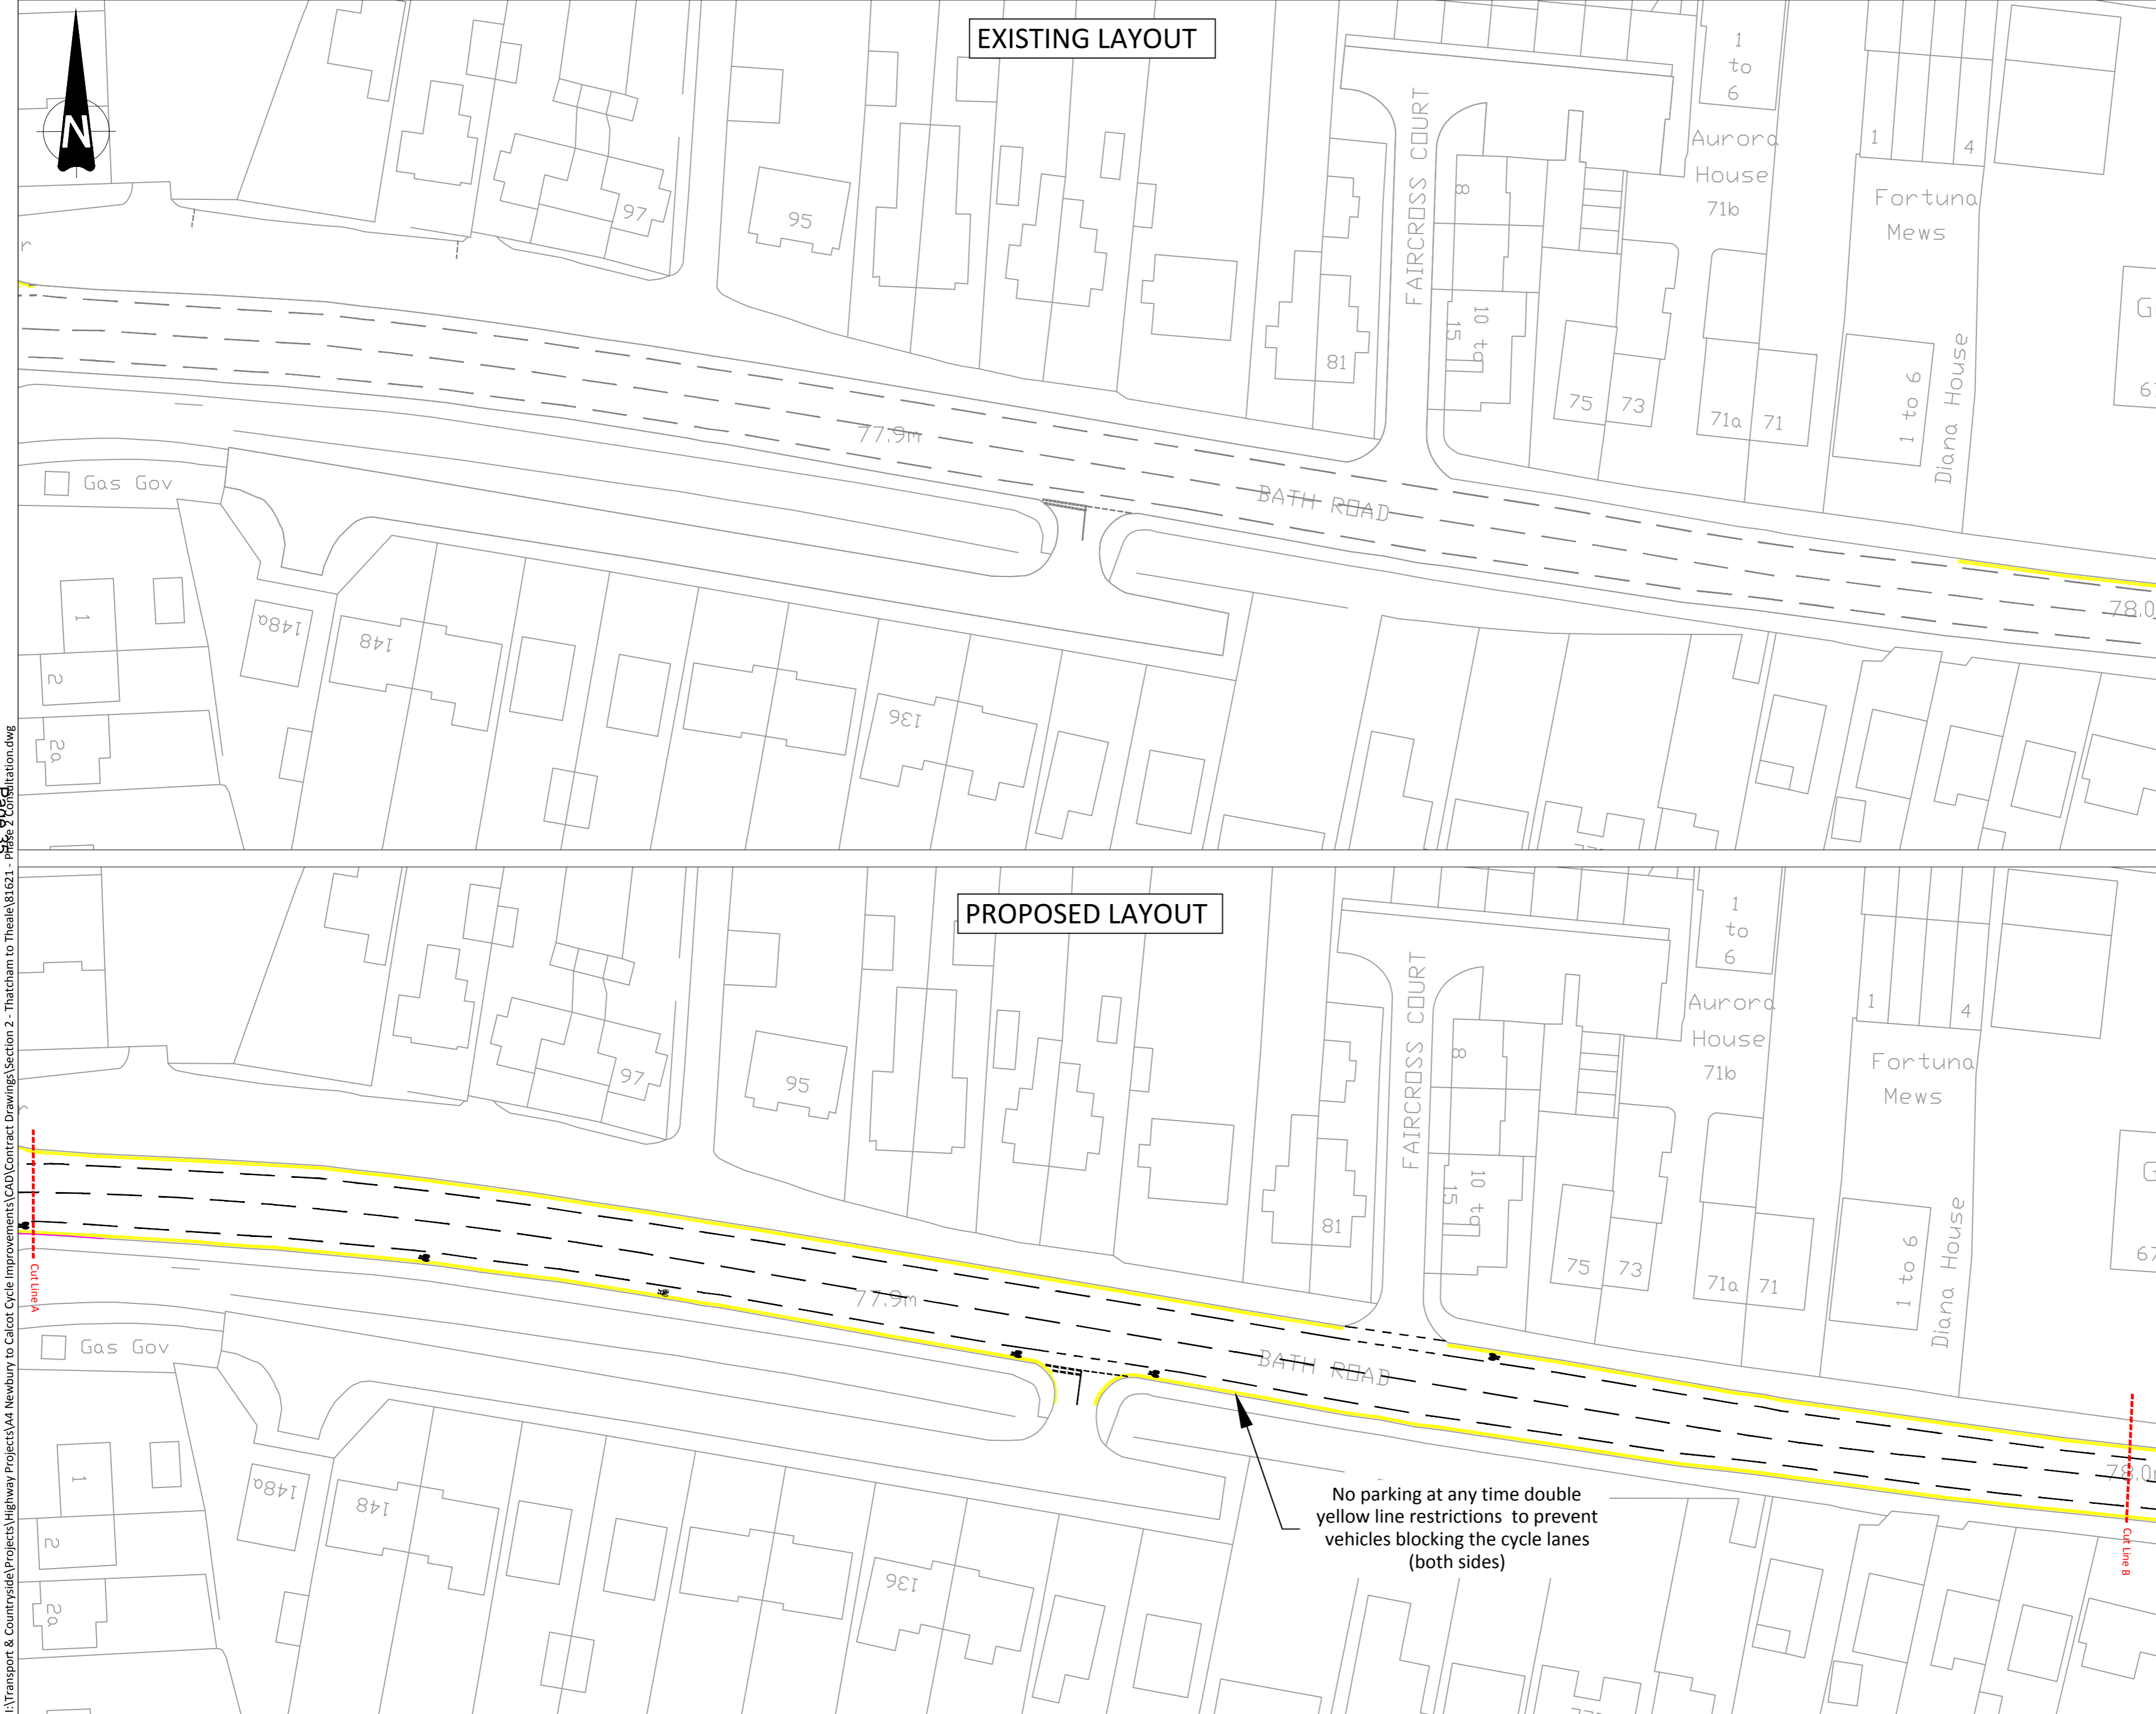 EXISTING LAYOUT
N
1
to
6
Aurora
House
71b
1
4
Fortuna
Mews
FAIRCROSS COURT
8
10 to
15
97
95
81
75
73
71a
71
1 to 6
Diana House
G
r
77.9m
BATH ROAD
78.0
Gas Gov
1
2
2a
148a
148
136
PROPOSED LAYOUT
1
to
6
Aurora
House
71b
1
4
Fortuna
Mews
FAIRCROSS COURT
8
10 to
15
97
95
81
75
73
71a
71
1 to 6
Diana House
67
77.9m
BATH ROAD
78.0m
Cut Line A
Cut Line B
Gas Gov
1
2
2a
148a
148
136
No parking at any time double
yellow line restrictions to prevent
vehicles blocking the cycle lanes
(both sides)
I:\Transport & Countryside\Projects\Highway Projects\A4 Newbury to Calcot Cycle Improvements\CAD\Contract Drawings\Section 2 - Thatcham to Theale\81621 - Phase 2 Consultation.dwg
Page 35